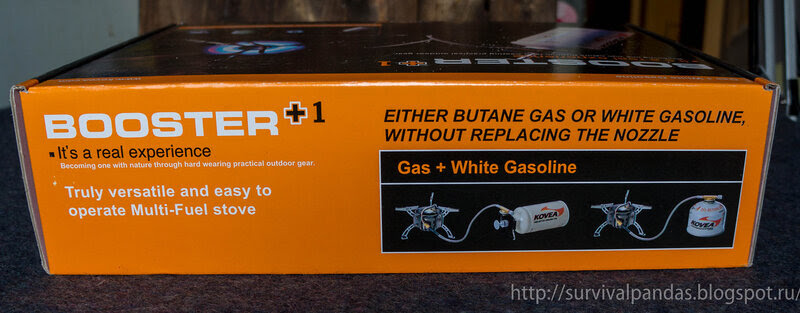 BOOSTER +1
BOOSTER+1
▪ It's a real experience
Becoming one with nature through hard wearing practical outdoor gear.
Truly versatile and easy to
operate Multi-Fuel stove
EITHER BUTANE GAS OR WHITE GASOLINE,
WITHOUT REPLACING THE NOZZLE
Gas + White Gasoline
KOVEA
KOVEA
http://survivalpandas.blogspot.ru/